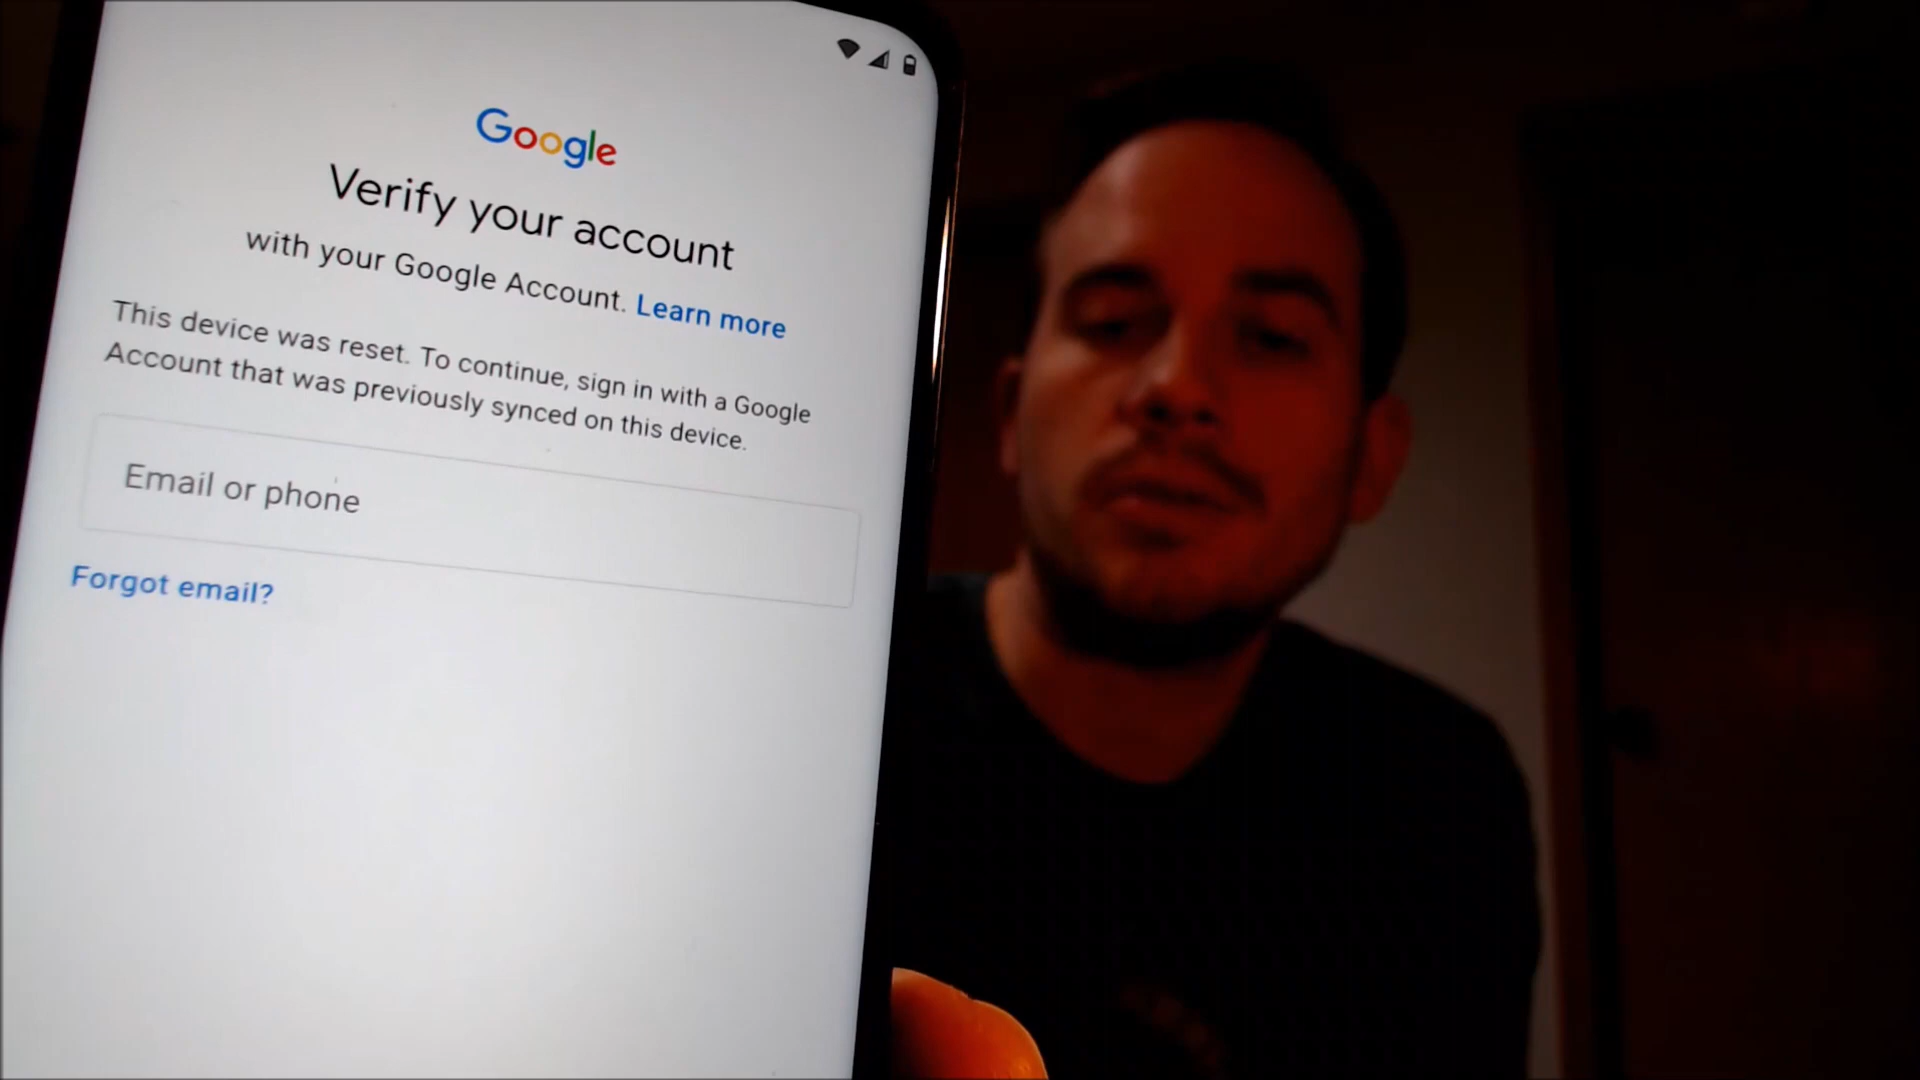 Google
Verify your account
with your Google Account. Learn more
This device was reset. To continue, sign in with a Google
Account that was previously synced on this device.
Email or phone
Forgot email?